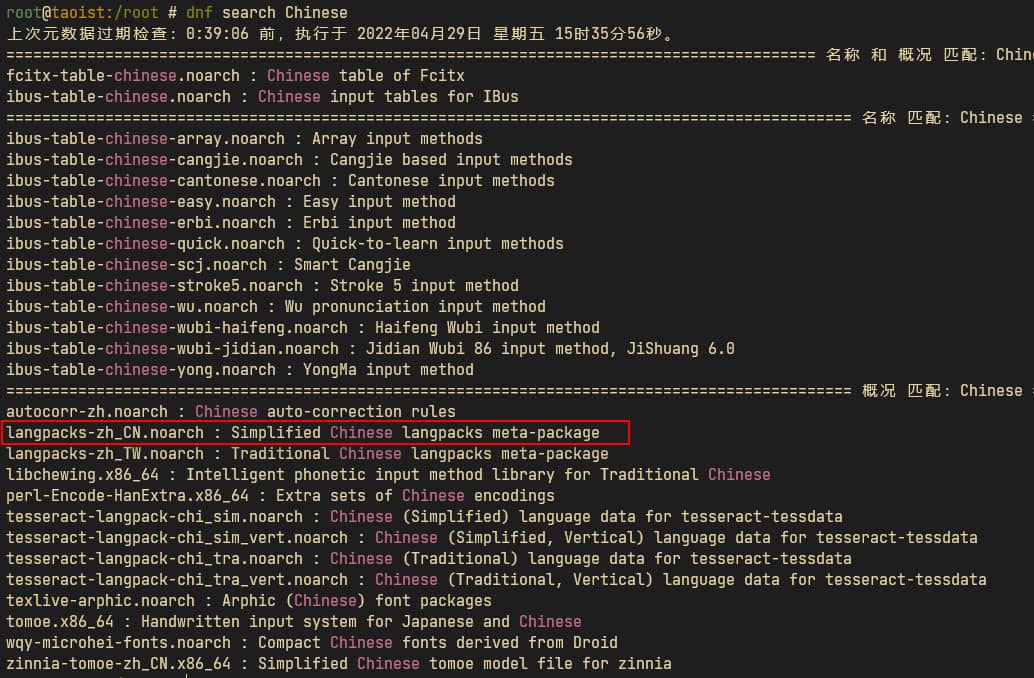 root@taoist:/root # dnf search Chinese
上次元数据过期检查：0:39:06 前，执行于 2022年04月29日 星期五 15时35分56秒。
========================================================================================== 名称 和 概况 匹配：Chin
fcitx-table-chinese.noarch : Chinese table of Fcitx
ibus-table-chinese.noarch : Chinese input tables for IBus
============================================================================================== 名称 匹配：Chinese =
ibus-table-chinese-array.noarch : Array input methods
ibus-table-chinese-cangjie.noarch : Cangjie based input methods
ibus-table-chinese-cantonese.noarch : Cantonese input methods
ibus-table-chinese-easy.noarch : Easy input method
ibus-table-chinese-erbi.noarch : Erbi input method
ibus-table-chinese-quick.noarch : Quick-to-learn input methods
ibus-table-chinese-scj.noarch : Smart Cangjie
ibus-table-chinese-stroke5.noarch : Stroke 5 input method
ibus-table-chinese-wu.noarch : Wu pronunciation input method
ibus-table-chinese-wubi-haifeng.noarch : Haifeng Wubi input method
ibus-table-chinese-wubi-jidian.noarch : Jidian Wubi 86 input method, JiShuang 6.0
ibus-table-chinese-yong.noarch : YongMa input method
============================================================================================== 概况 匹配：Chinese =
autocorr-zh.noarch : Chinese auto-correction rules
langpacks-zh_CN.noarch : Simplified Chinese langpacks meta-package
langpacks-zh_TW.noarch : Traditional Chinese langpacks meta-package
libchewing.x86_64 : Intelligent phonetic input method library for Traditional Chinese
perl-Encode-HanExtra.x86_64 : Extra sets of Chinese encodings
tesseract-langpack-chi_sim.noarch : Chinese (Simplified) language data for tesseract-tessdata
tesseract-langpack-chi_sim_vert.noarch : Chinese (Simplified, Vertical) language data for tesseract-tessdata
tesseract-langpack-chi_tra.noarch : Chinese (Traditional) language data for tesseract-tessdata
tesseract-langpack-chi_tra_vert.noarch : Chinese (Traditional, Vertical) language data for tesseract-tessdata
texlive-arphic.noarch : Arphic (Chinese) font packages
tomoe.x86_64 : Handwritten input system for Japanese and Chinese
wqy-microhei-fonts.noarch : Compact Chinese fonts derived from Droid
zinnia-tomoe-zh_CN.x86_64 : Simplified Chinese tomoe model file for zinnia